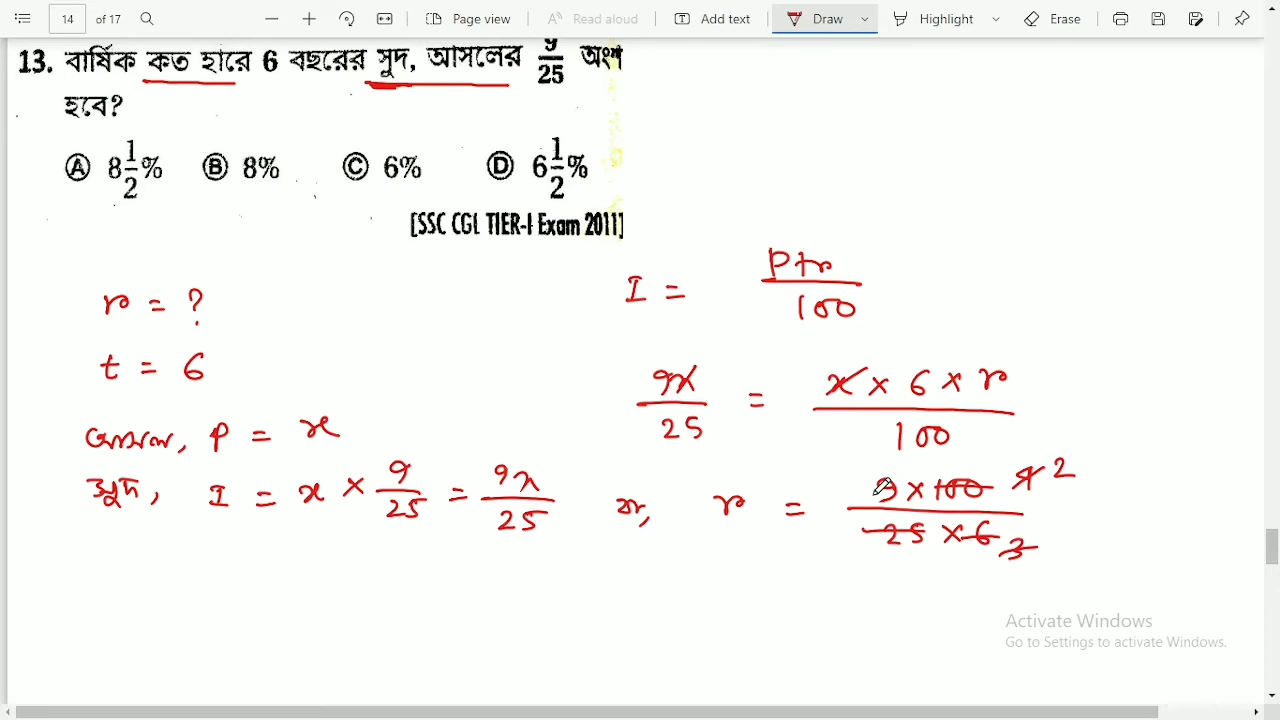 14 of 17 Page view Read aloud Add text Draw Highlight Erase
13. বার্ষিক কত হারে 6 বছরের সুদ, আসলের 9/25 অংশ
হবে?
Ⓐ 8 1/2% Ⓑ 8% Ⓒ 6% Ⓓ 6 1/2%
[SSC CGL TIER-I Exam 2011]
r = ?
t = 6
আসল, P = x
সুদ, I = x × 9/25 = 9x/25
I = Ptr/100
9x/25 = x × 6 × r/100
বা, r = 9 × 100 4 2/25 × 6 3
Activate Windows
Go to Settings to activate Windows.